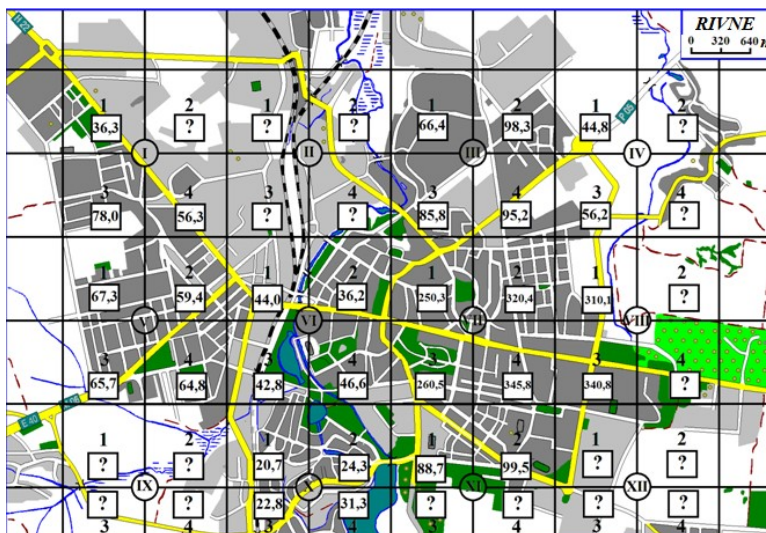 H 22
RIVNE
0 320 640 m
P 05
1 2 1 2 1 2 1 2
36,3 ? ? ? 66,4 98,3 44,8 ?
I II III IV
3 4 3 4 3 4 3 4
78,0 56,3 ? ? 85,8 95,2 56,2 ?
1 2 1 2 1 2 1 2
67,3 59,4 44,0 36,2 250,3 320,4 310,1 ?
V VI VII VIII
3 4 3 4 3 4 3 4
65,7 64,8 42,8 46,6 260,5 345,8 340,8 ?
E 40
1 2 1 2 1 2 1 2
? ? 20,7 24,3 88,7 99,5 ? ?
IX X XI XII
? ? 22,8 31,3 ? ? ? ?
3 4 3 4 3 4 3 4